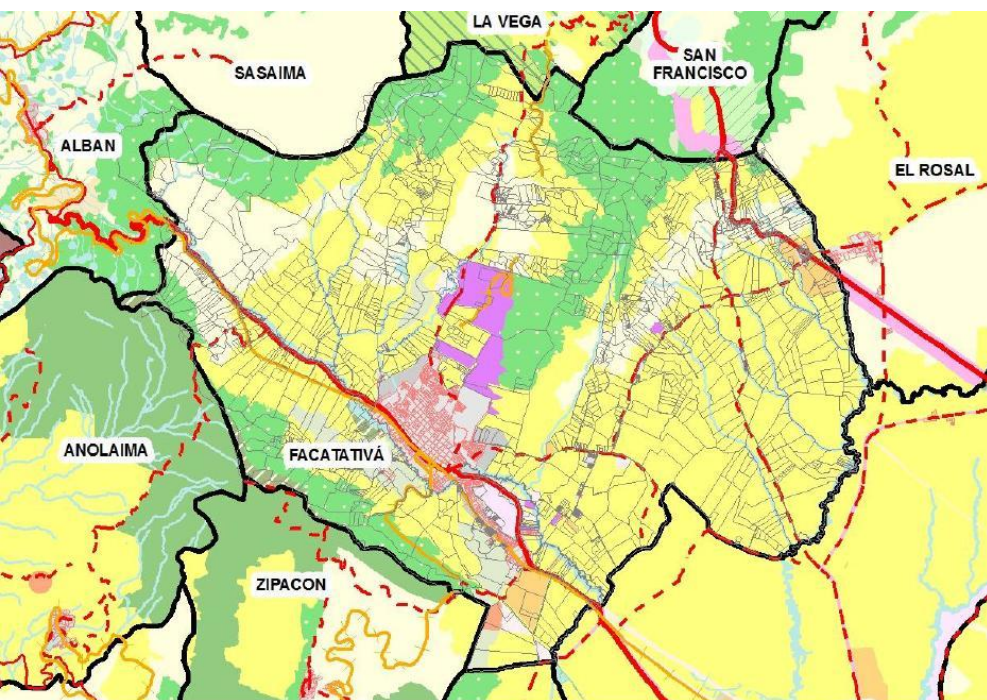 LA VEGA
SAN
FRANCISCO
SASAIMA
ALBAN
EL ROSAL
ANOLAIMA
FACATATIVÁ
ZIPACON